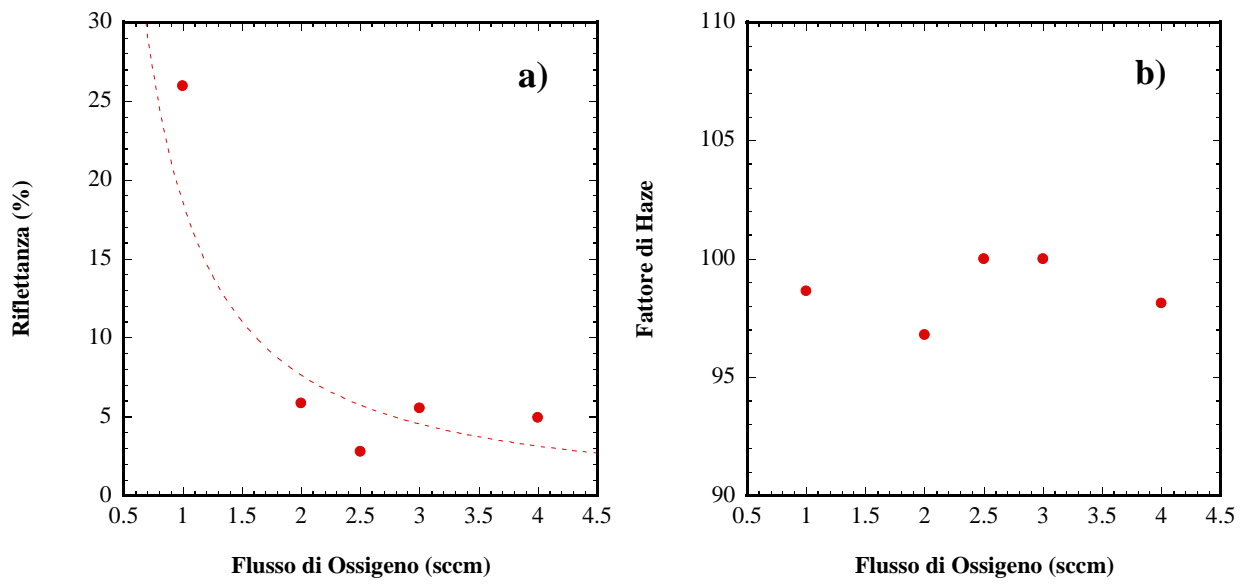 30
25
20
15
10
5
0
0.5 1 1.5 2 2.5 3 3.5 4 4.5
Riflettanza (%)
Flusso di Ossigeno (sccm)
a)
110
105
100
95
90
0.5 1 1.5 2 2.5 3 3.5 4 4.5
Fattore di Haze
Flusso di Ossigeno (sccm)
b)